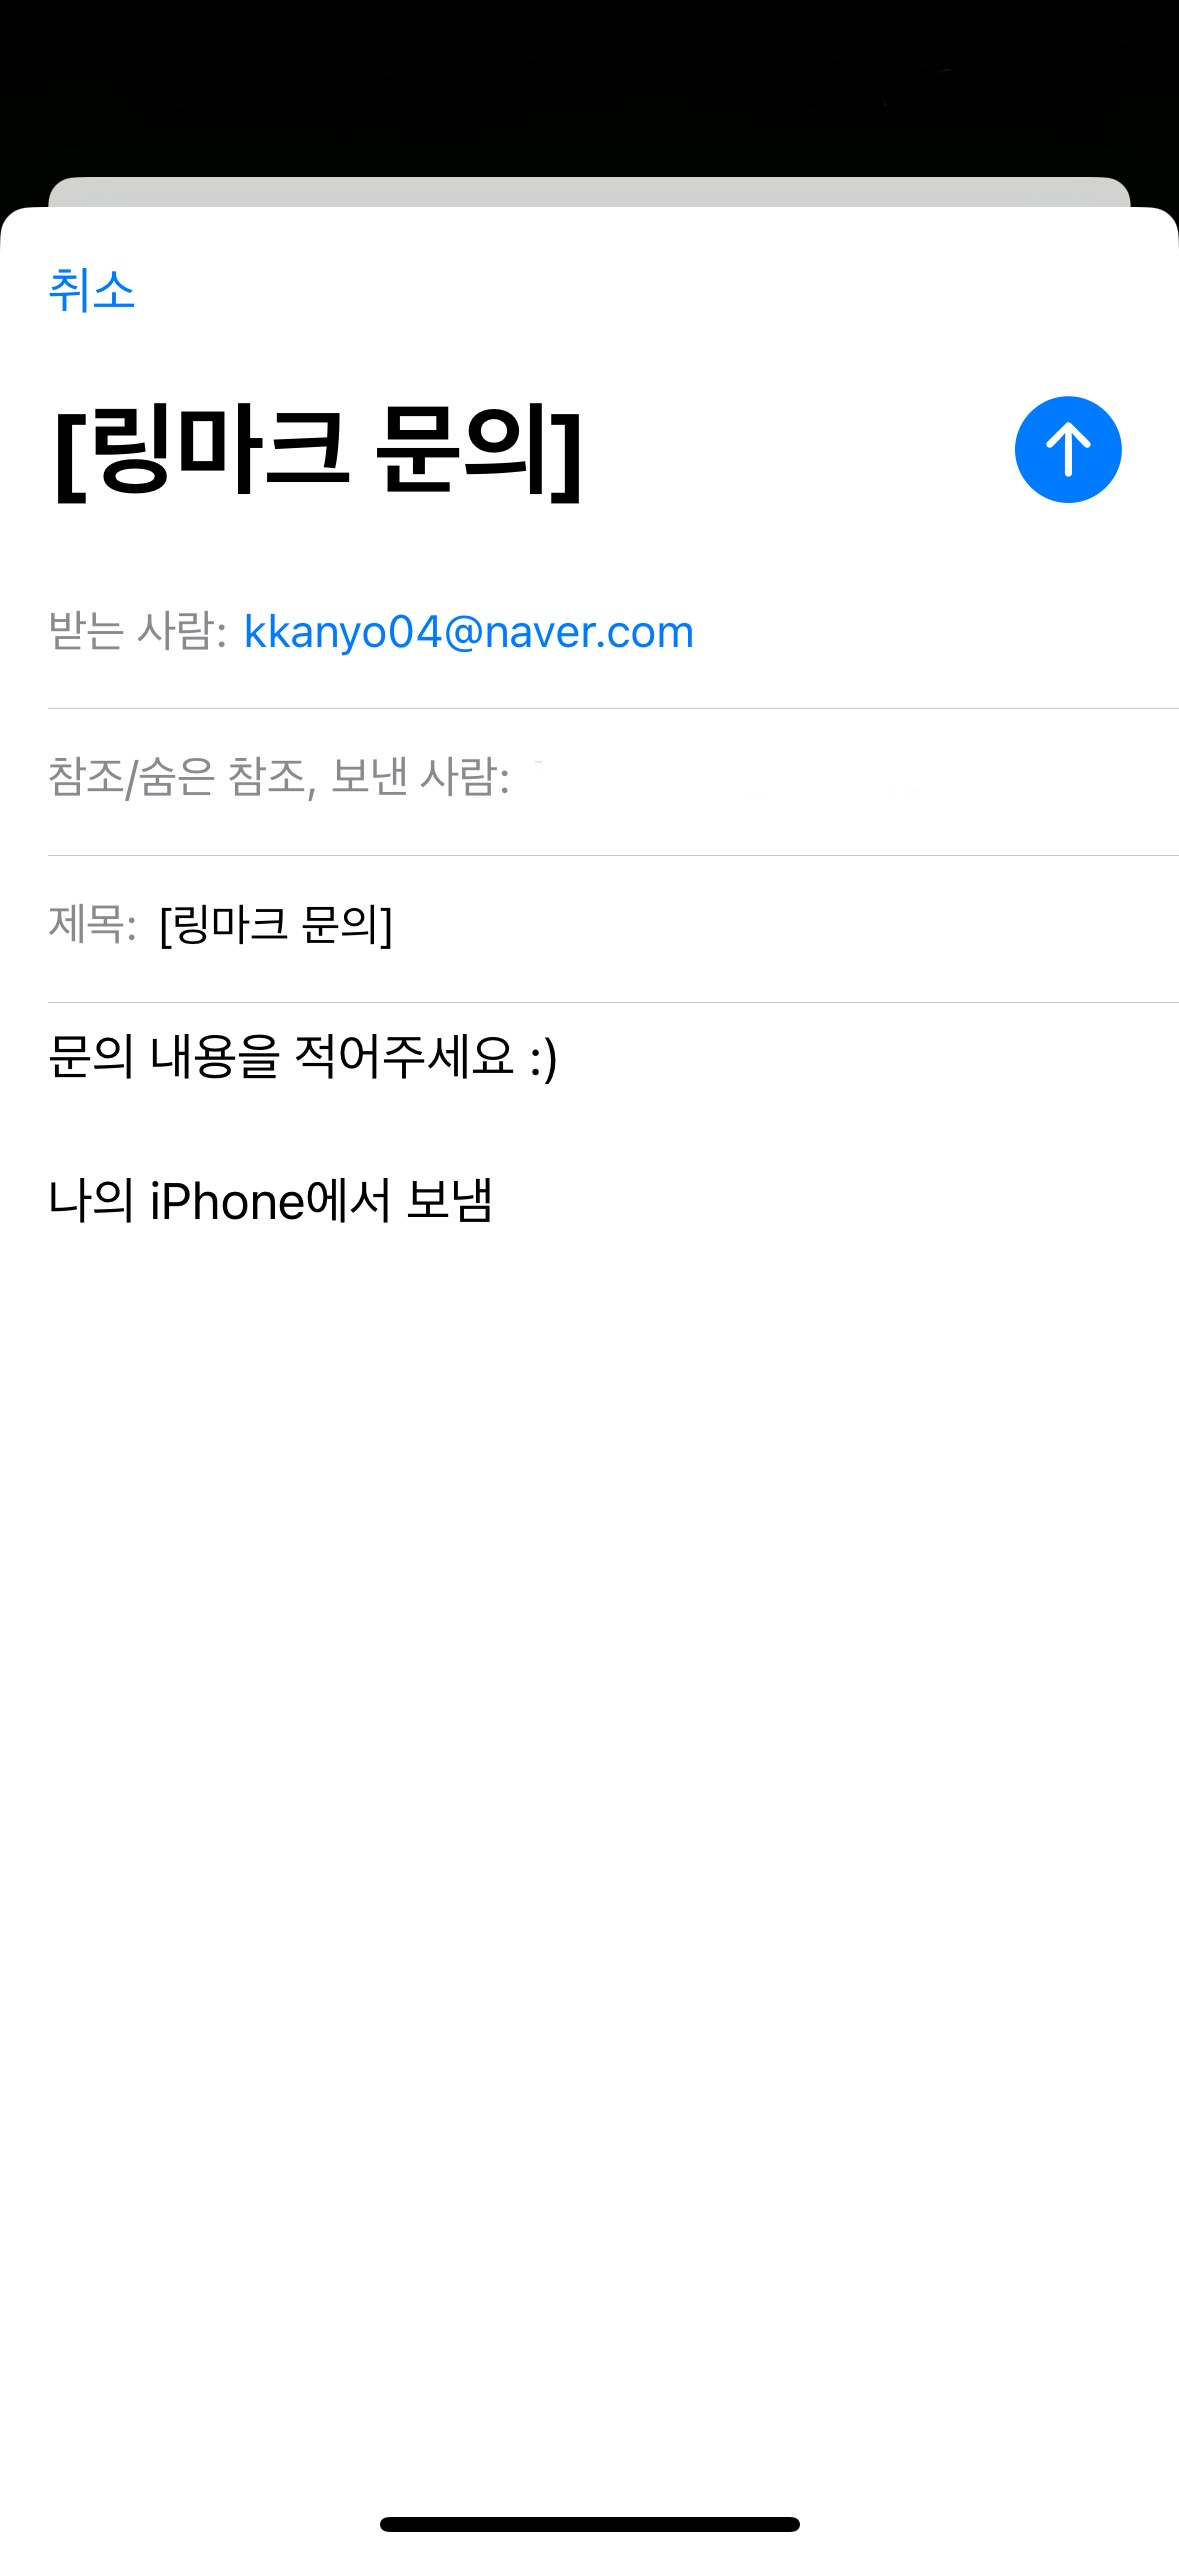 취소
[링마크 문의]
받는 사람: kkanyo04@naver.com
참조/숨은 참조, 보낸 사람:
제목: [링마크 문의]
문의 내용을 적어주세요 :)
나의 iPhone에서 보냄